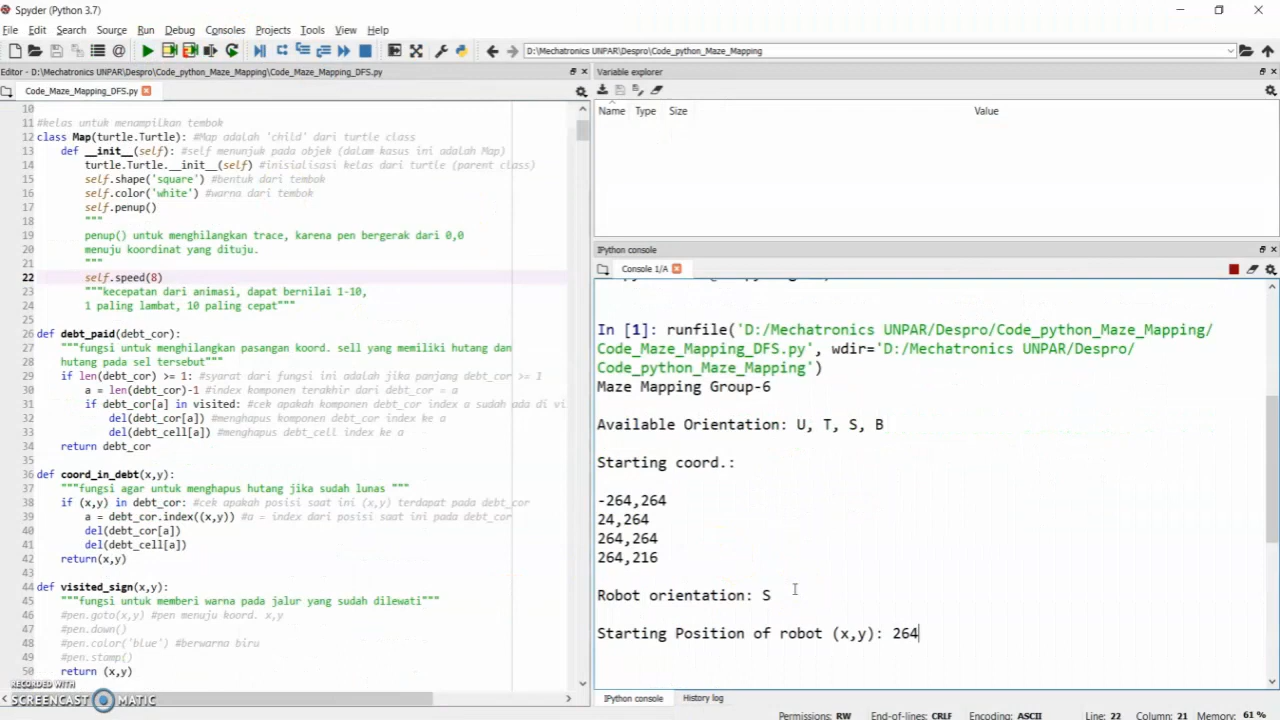 Spyder (Python 3.7)
File Edit Search Source Run Debug Consoles Projects Tools View Help
D:\Mechatronics UNPAR\Despro\Code_python_Maze_Mapping
Editor - D:\Mechatronics UNPAR\Despro\Code_python_Maze_Mapping\Code_Maze_Mapping_DFS.py
Code_Maze_Mapping_DFS.py
10
11 #kelas untuk menampilkan tembok
12 class Map(turtle.Turtle): #Map adalah 'child' dari turtle class
13 def __init__(self): #self menunjuk pada objek (dalam kasus ini adalah Map)
14 turtle.Turtle.__init__(self) #inisialisasi kelas dari turtle (parent class)
15 self.shape('square') #bentuk dari tembok
16 self.color('white') #warna dari tembok
17 self.penup()
18 """
19 penup() untuk menghilangkan trace, karena pen bergerak dari 0,0
20 menuju koordinat yang dituju.
21 """
22 self.speed(8)
23 """kecepatan dari animasi, dapat bernilai 1-10,
24 1 paling lambat, 10 paling cepat"""
25
26 def debt_paid(debt_cor):
27 """fungsi untuk menghilangkan pasangan koord. sell yang memiliki hutang dan
28 hutang pada sel tersebut"""
29 if len(debt_cor) >= 1: #syarat dari fungsi ini adalah jika panjang debt_cor >= 1
30 a = len(debt_cor)-1 #index komponen terakhir dari debt_cor = a
31 if debt_cor[a] in visited: #cek apakah komponen debt_cor index a sudah ada di vi
32 del(debt_cor[a]) #menghapus komponen debt_cor index ke a
33 del(debt_cell[a]) #menghapus debt_cell index ke a
34 return debt_cor
35
36 def coord_in_debt(x,y):
37 """fungsi agar untuk menghapus hutang jika sudah lunas """
38 if (x,y) in debt_cor: #cek apakah posisi saat ini (x,y) terdapat pada debt_cor
39 a = debt_cor.index((x,y)) #a = index dari posisi saat ini pada debt_cor
40 del(debt_cor[a])
41 del(debt_cell[a])
42 return(x,y)
43
44 def visited_sign(x,y):
45 """fungsi untuk memberi warna pada jalur yang sudah dilewati"""
46 #pen.goto(x,y) #pen menuju koord. x,y
47 #pen.down()
48 #pen.color('blue') #berwarna biru
49 #pen.stamp()
50 return (x,y)
RECORDED WITH
SCREENCAST MATIC
Variable explorer
Name Type Size Value
IPython console
Console 1/A
In [1]: runfile('D:/Mechatronics UNPAR/Despro/Code_python_Maze_Mapping/
Code_Maze_Mapping_DFS.py', wdir='D:/Mechatronics UNPAR/Despro/
Code_python_Maze_Mapping')
Maze Mapping Group-6
Available Orientation: U, T, S, B
Starting coord.:
-264,264
24,264
264,264
264,216
Robot orientation: S
Starting Position of robot (x,y): 264
IPython console History log
Permissions: RW End-of-lines: CRLF Encoding: ASCII Line: 22 Column: 21 Memory: 61 %